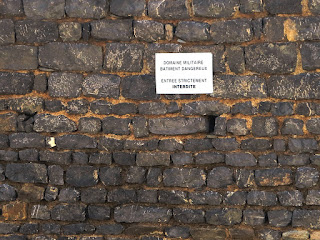 DOMAINE MILITAIRE
BATIMENT DANGEREUX
ENTREE STRICTEMENT
INTERDITE